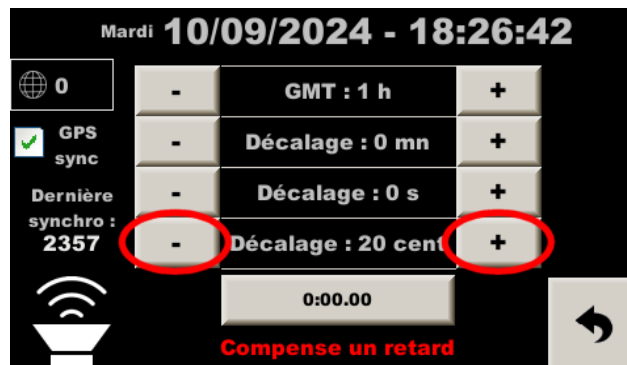 Mardi 10/09/2024 - 18:26:42
0
- GMT : 1 h +
GPS
sync
- Décalage : 0 mn +
- Décalage : 0 s +
Dernière
synchro :
2357
- Décalage : 20 cent +
0:00.00
Compense un retard